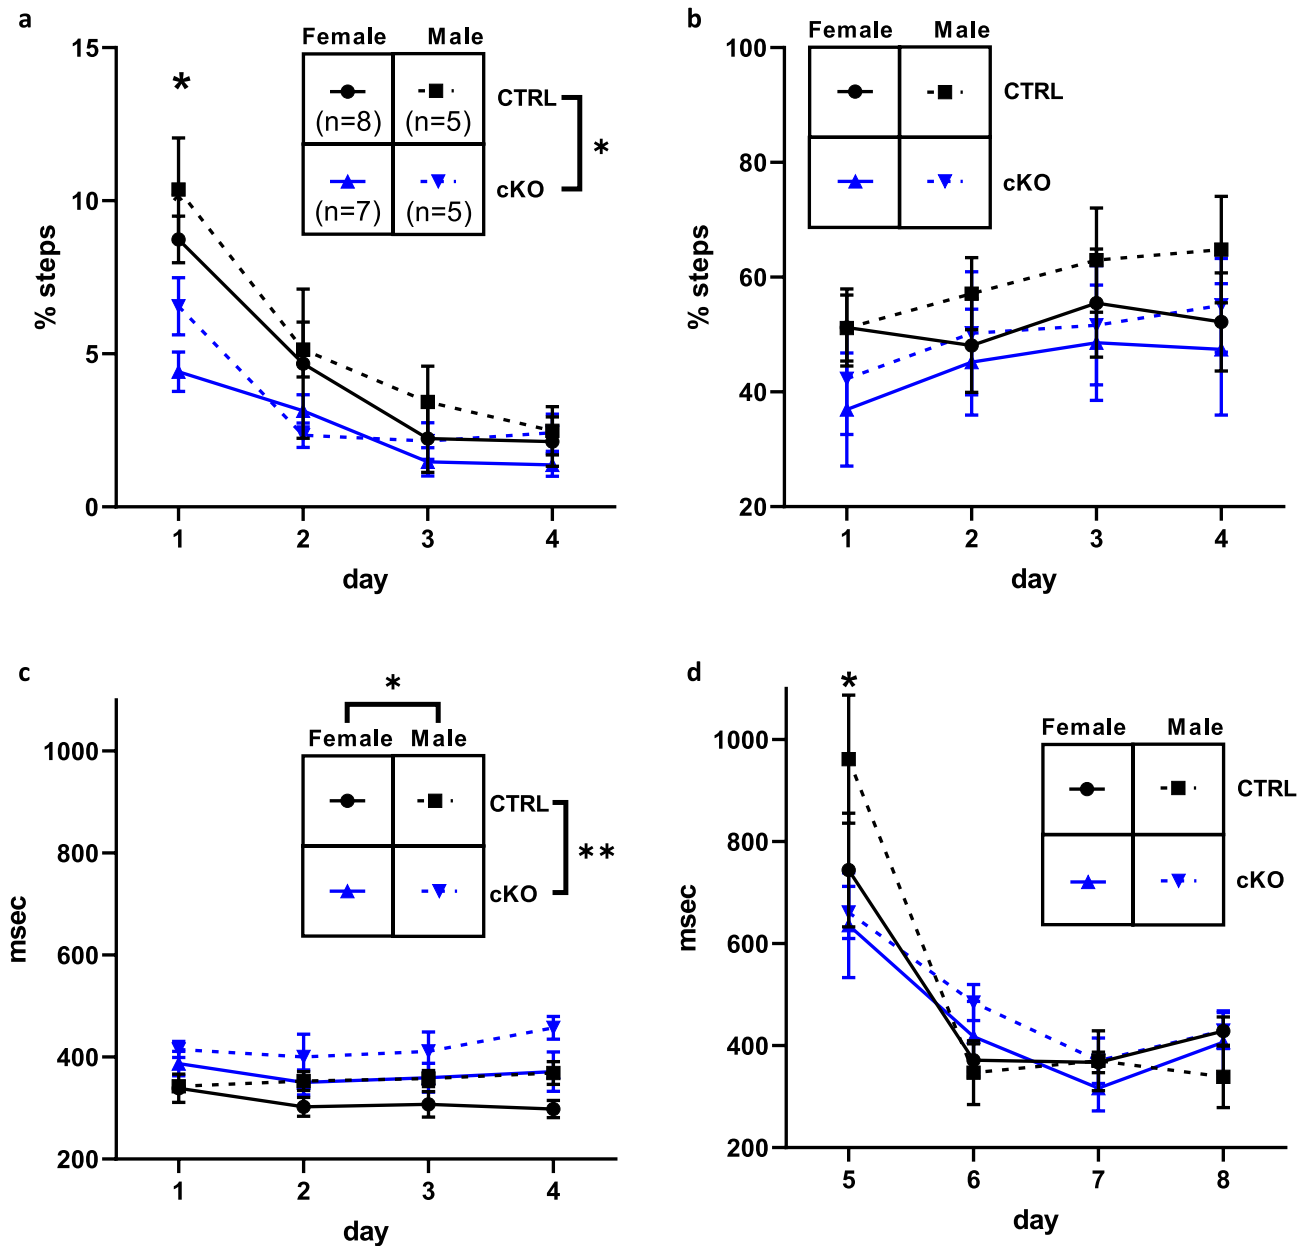 a
Female Male
15
10
5
0
% steps
*
(n=8) (n=5) CTRL
(n=7) (n=5) cKO
*
1 2 3 4
day
b
Female Male
100
80
60
40
20
% steps
CTRL
cKO
1 2 3 4
day
c
*
Female Male
1000
800
600
400
200
msec
CTRL
cKO
**
1 2 3 4
day
d
*
Female Male
1000
800
600
400
200
msec
CTRL
cKO
5 6 7 8
day